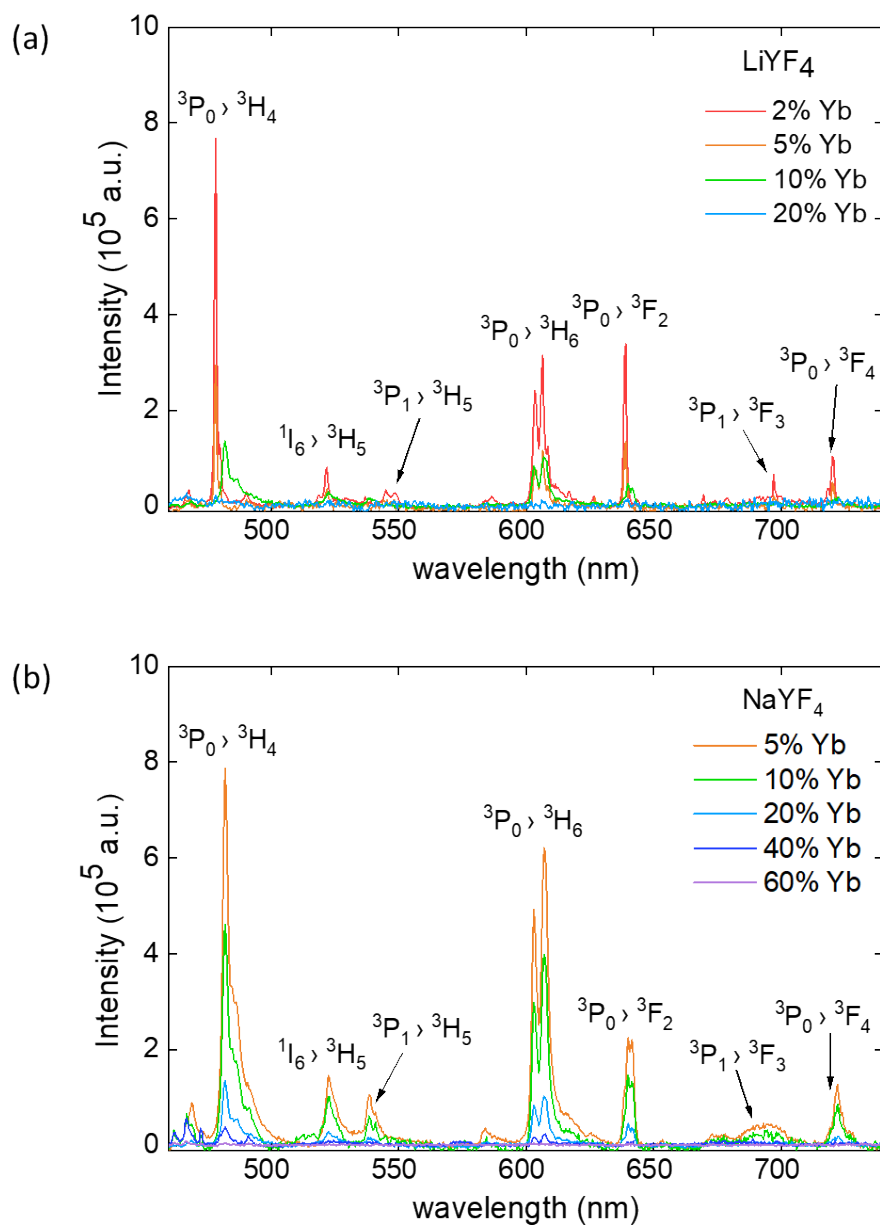 (a)
10
8
6
4
2
0
Intensity (10⁵ a.u.)
LiYF₄
2% Yb
5% Yb
10% Yb
20% Yb
³P₀ › ³H₄
¹I₆ › ³H₅
³P₁ › ³H₅
³P₀ › ³H₆
³P₀ › ³F₂
³P₁ › ³F₃
³P₀ › ³F₄
500 550 600 650 700
wavelength (nm)
(b)
10
8
6
4
2
0
Intensity (10⁵ a.u.)
NaYF₄
5% Yb
10% Yb
20% Yb
40% Yb
60% Yb
³P₀ › ³H₄
¹I₆ › ³H₅
³P₁ › ³H₅
³P₀ › ³H₆
³P₀ › ³F₂
³P₁ › ³F₃
³P₀ › ³F₄
500 550 600 650 700
wavelength (nm)